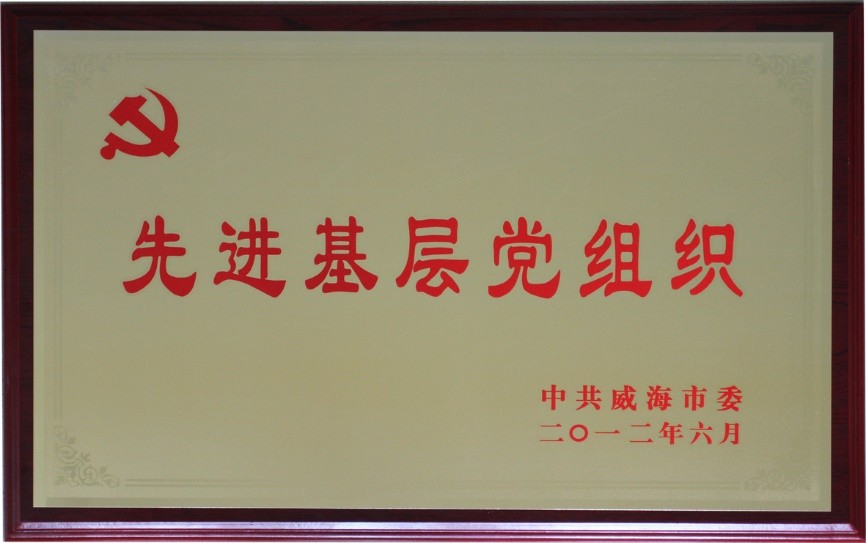 先进基层党组织
中共威海市委
二〇一二年六月